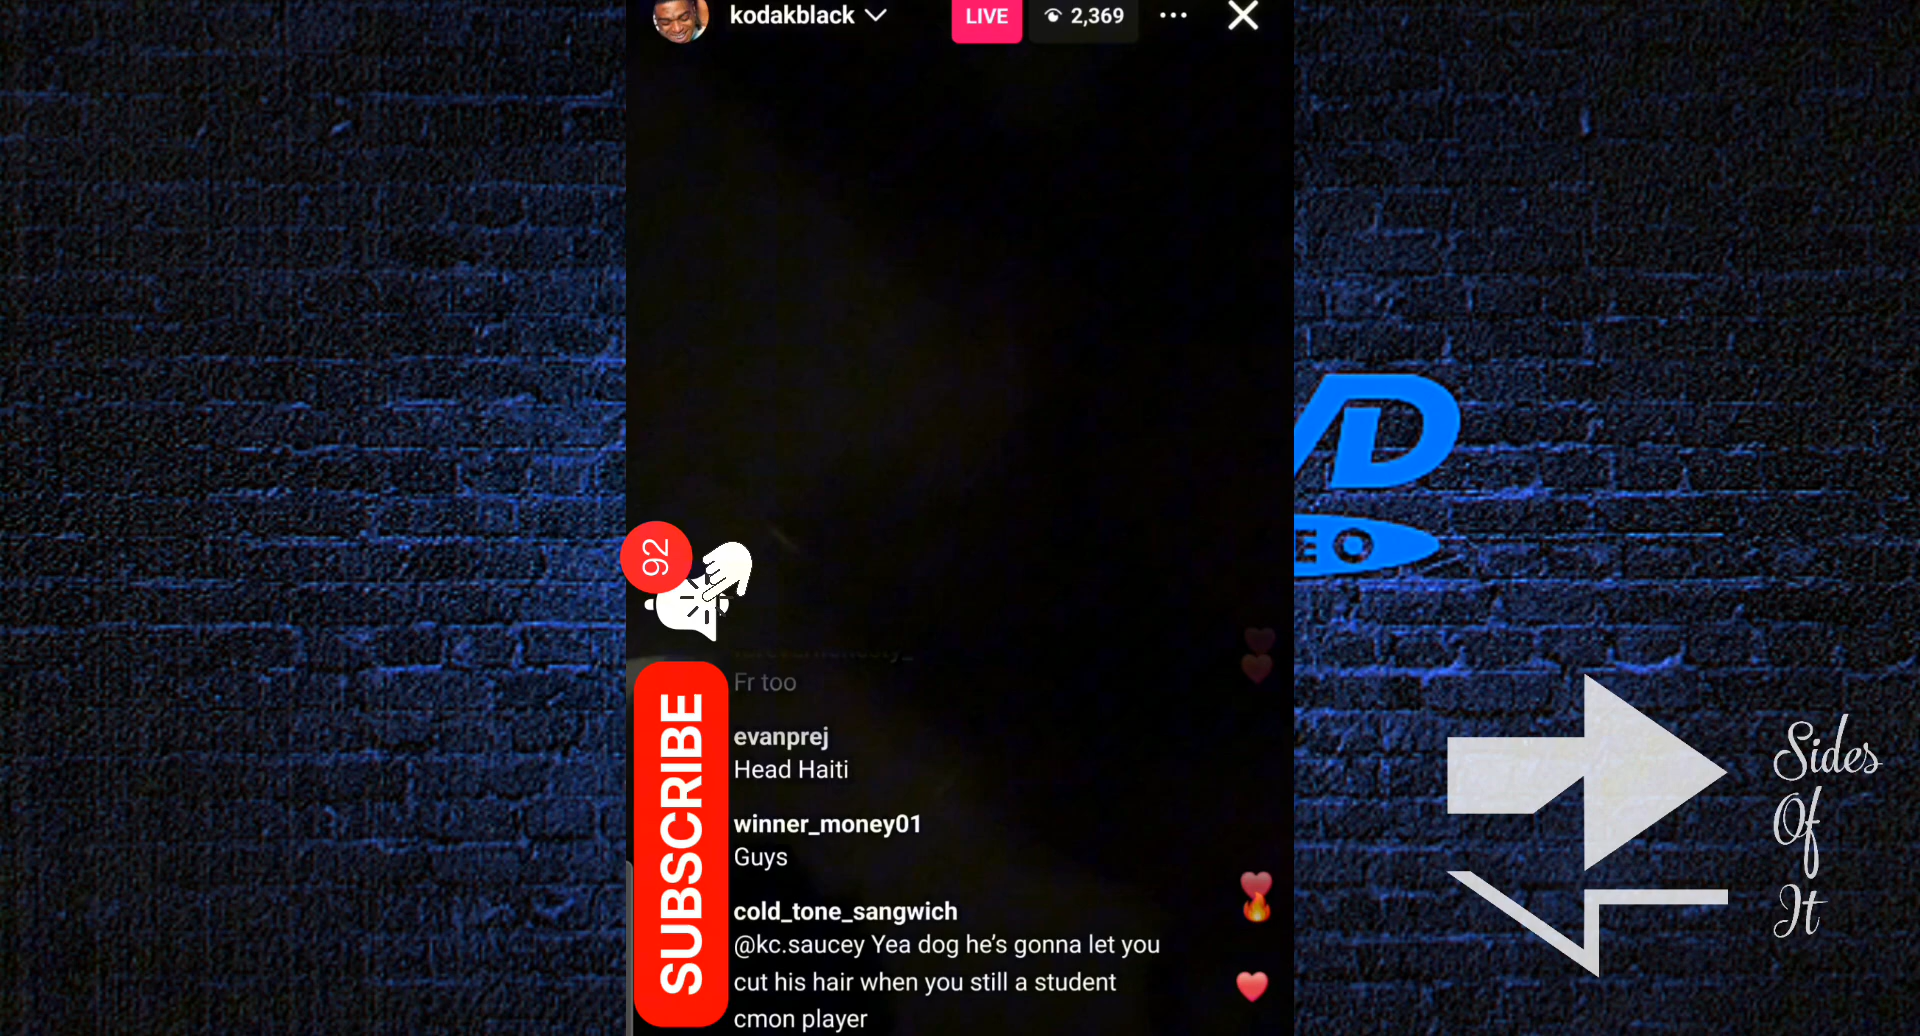 kodakblack
LIVE
2,369
92
Fr too
evanprej
Head Haiti
winner_money01
Guys
cold_tone_sangwich
@kc.saucey Yea dog he’s gonna let you
cut his hair when you still a student
cmon player
SUBSCRIBE
Sides
Of
It